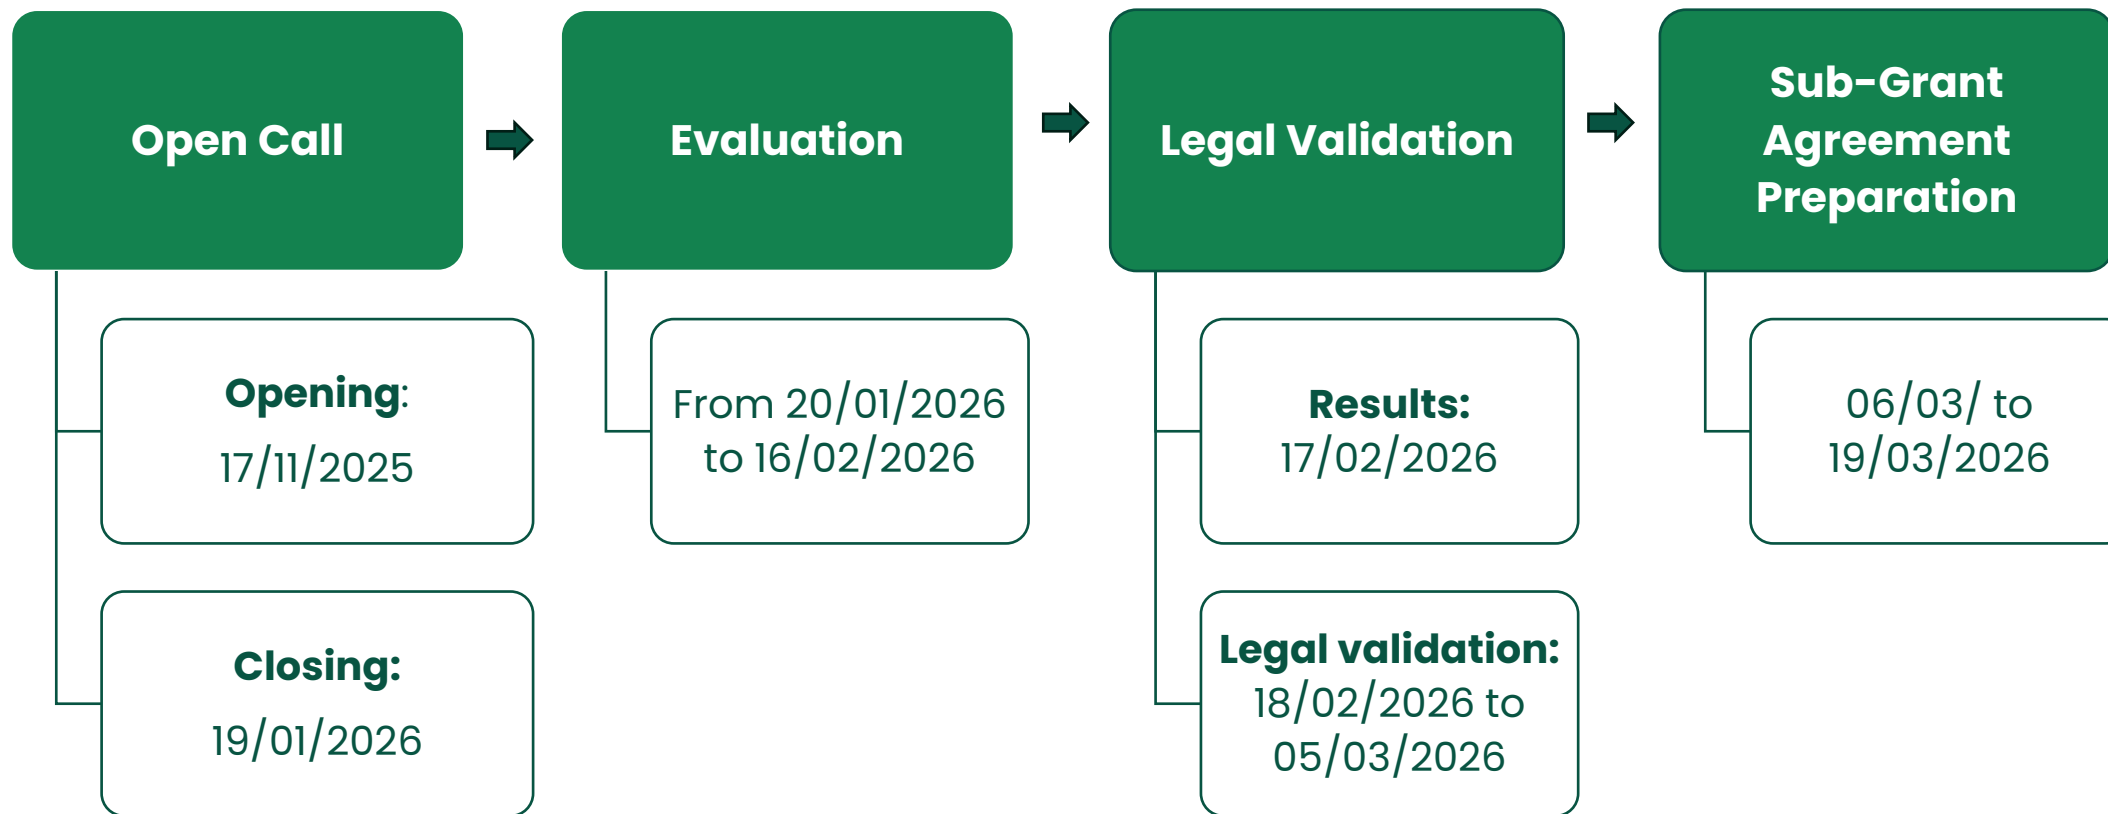 Open Call
Evaluation
Legal Validation
Sub-Grant
Agreement
Preparation
Opening:
17/11/2025
Closing:
19/01/2026
From 20/01/2026
to 16/02/2026
Results:
17/02/2026
Legal validation:
18/02/2026 to
05/03/2026
06/03/ to
19/03/2026